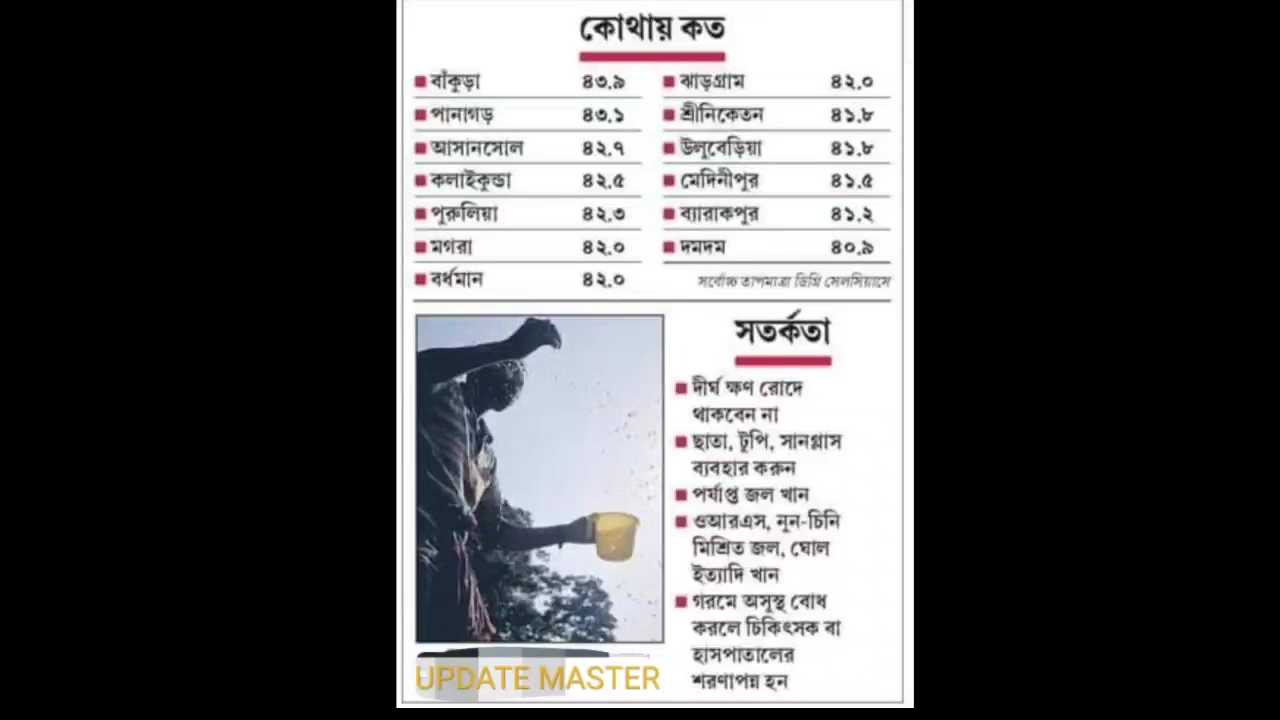 কোথায় কত
বাঁকুড়া ৪৩.৯
পানাগড় ৪৩.১
আসানসোল ৪২.৭
কলাইকুন্ডা ৪২.৫
পুরুলিয়া ৪২.৩
মগরা ৪২.০
বর্ধমান ৪২.০
ঝাড়গ্রাম ৪২.০
শ্রীনিকেতন ৪১.৮
উলুবেড়িয়া ৪১.৮
মেদিনীপুর ৪১.৫
ব্যারাকপুর ৪১.২
দমদম ৪০.৯
সর্বোচ্চ তাপমাত্রা ডিগ্রি সেলসিয়াসে
সতর্কতা
দীর্ঘ ক্ষণ রোদে
থাকবেন না
ছাতা, টুপি, সানগ্লাস
ব্যবহার করুন
পর্যাপ্ত জল খান
ওআরএস, নুন-চিনি
মিশ্রিত জল, ঘোল
ইত্যাদি খান
গরমে অসুস্থ বোধ
করলে চিকিৎসক বা
হাসপাতালের
শরণাপন্ন হন
UPDATE MASTER